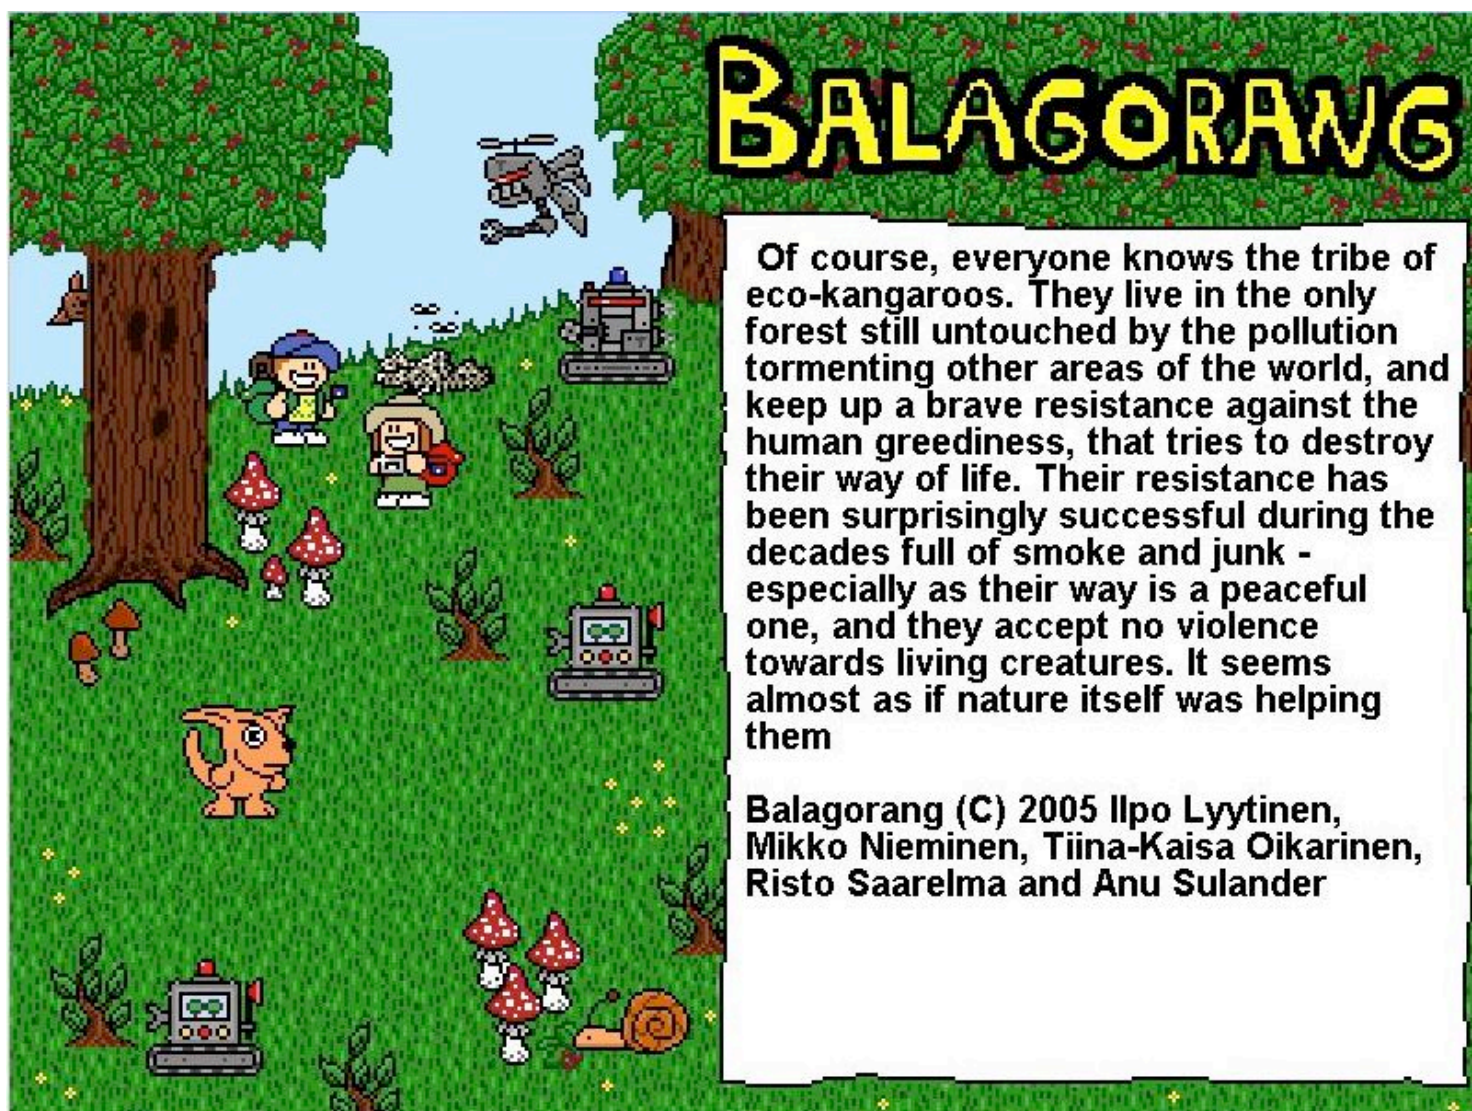 BALAGORANG
Of course, everyone knows the tribe of
eco-kangaroos. They live in the only
forest still untouched by the pollution
tormenting other areas of the world, and
keep up a brave resistance against the
human greediness, that tries to destroy
their way of life. Their resistance has
been surprisingly successful during the
decades full of smoke and junk -
especially as their way is a peaceful
one, and they accept no violence
towards living creatures. It seems
almost as if nature itself was helping
them
Balagorang (C) 2005 Ilpo Lyytinen,
Mikko Nieminen, Tiina-Kaisa Oikarinen,
Risto Saarelma and Anu Sulander